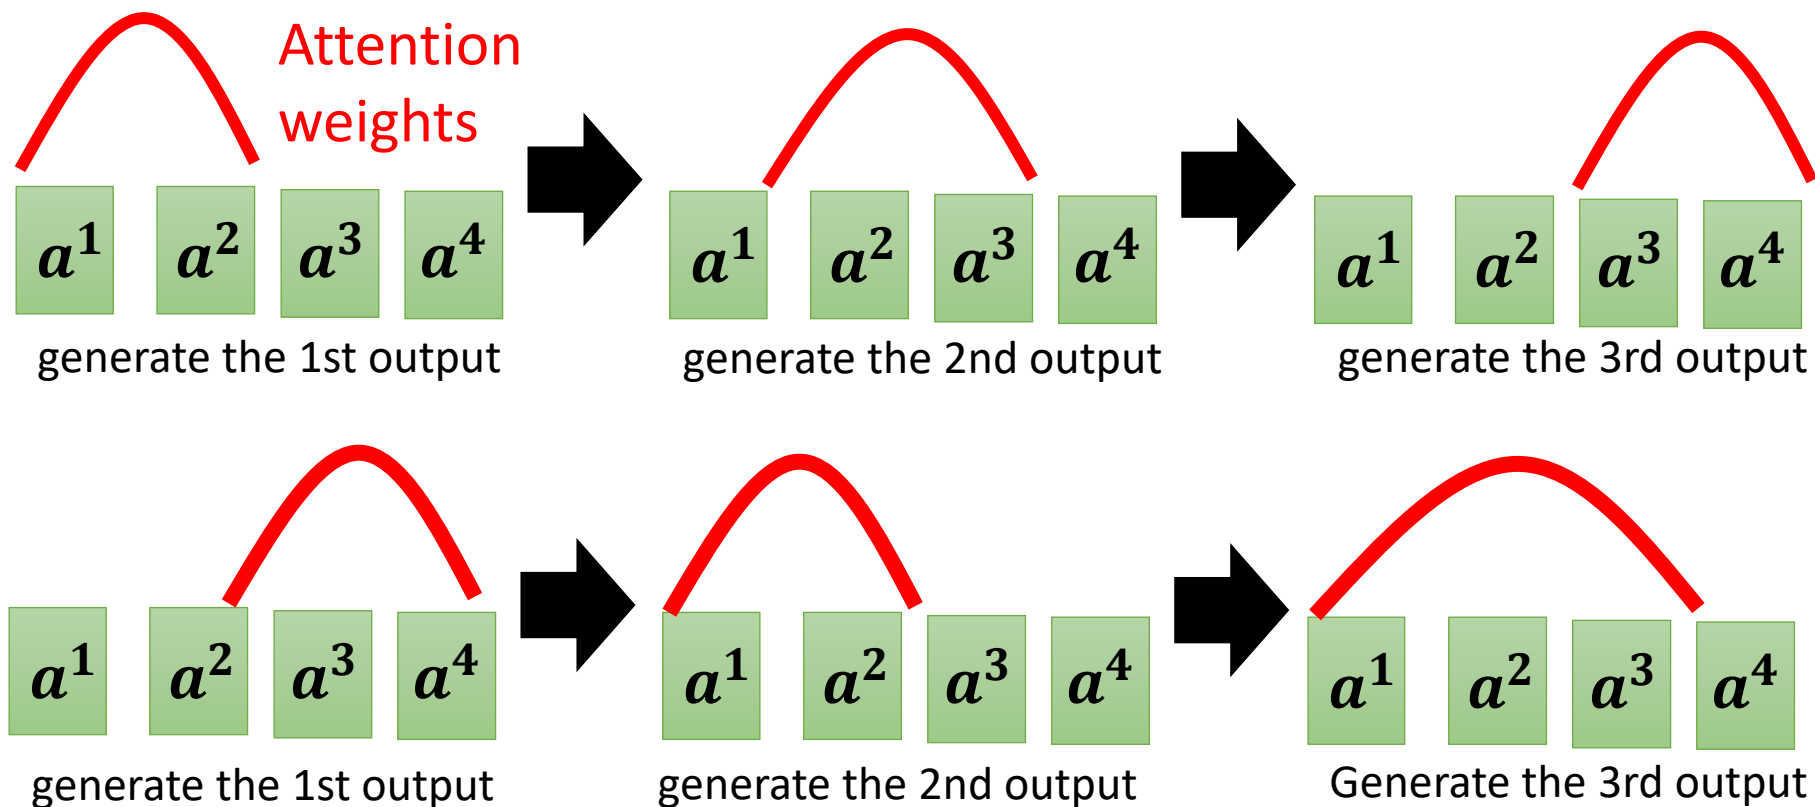 Attention
weights
a¹ a² a³ a⁴ a¹ a² a³ a⁴ a¹ a² a³ a⁴
generate the 1st output generate the 2nd output generate the 3rd output
a¹ a² a³ a⁴ a¹ a² a³ a⁴ a¹ a² a³ a⁴
generate the 1st output generate the 2nd output Generate the 3rd output